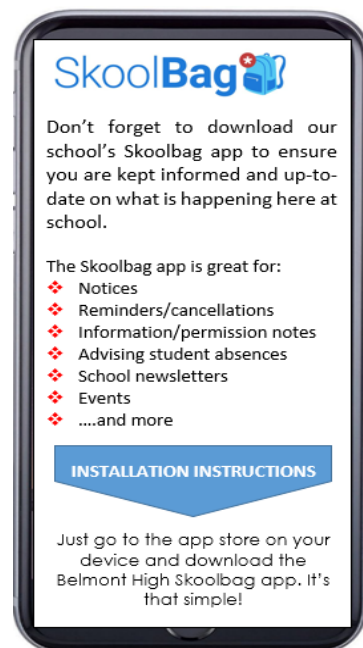 SkoolBag
Don't forget to download our
school's Skoolbag app to ensure
you are kept informed and up-to-
date on what is happening here at
school.
The Skoolbag app is great for:
❖ Notices
❖ Reminders/cancellations
❖ Information/permission notes
❖ Advising student absences
❖ School newsletters
❖ Events
❖ ....and more
INSTALLATION INSTRUCTIONS
Just go to the app store on your
device and download the
Belmont High Skoolbag app. It's
that simple!